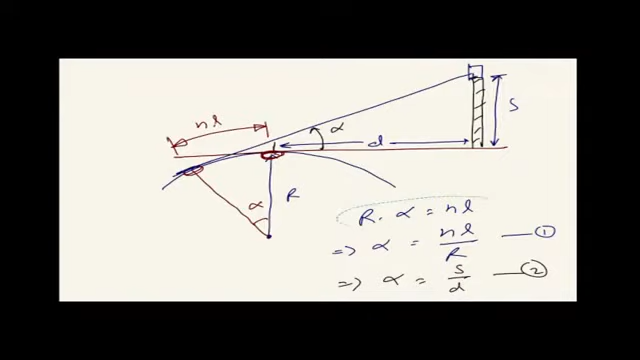 nl
α
d
S
α
R
R. α = nl
=> α = nl/R —①
=> α = s/d —②